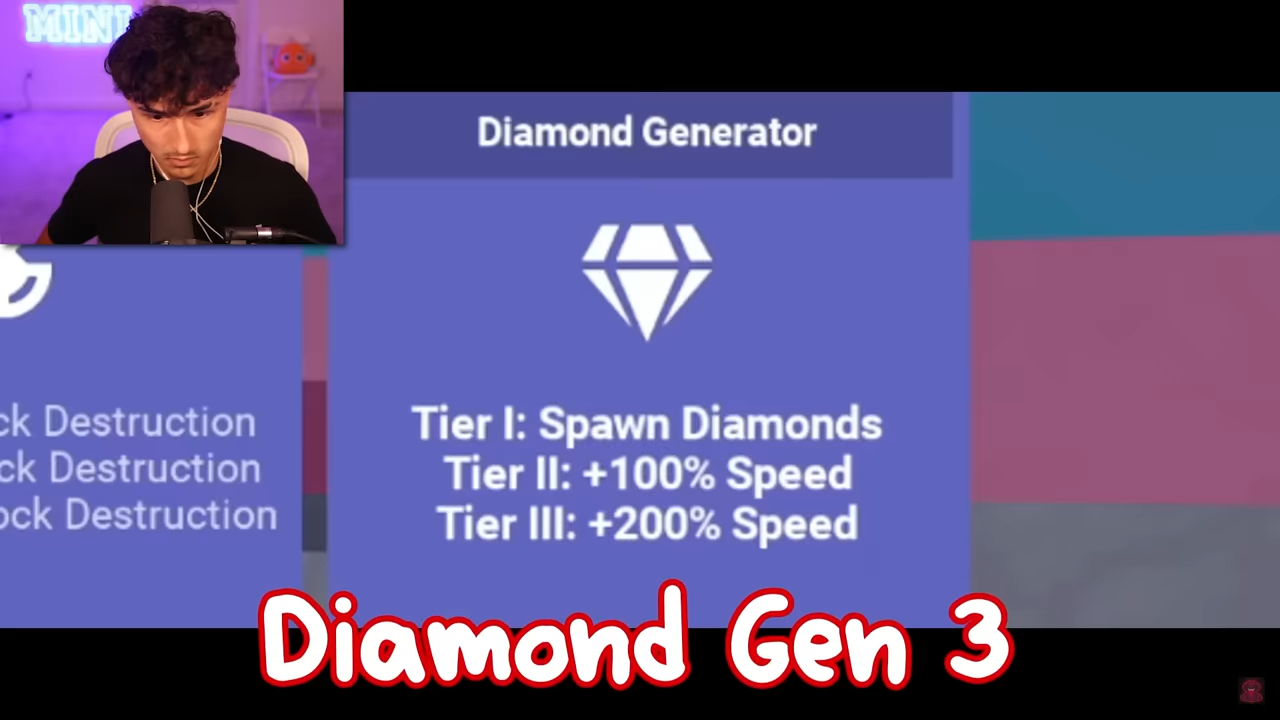 MINI
Diamond Generator
ck Destruction
ck Destruction
ock Destruction
Tier I: Spawn Diamonds
Tier II: +100% Speed
Tier III: +200% Speed
Diamond Gen 3